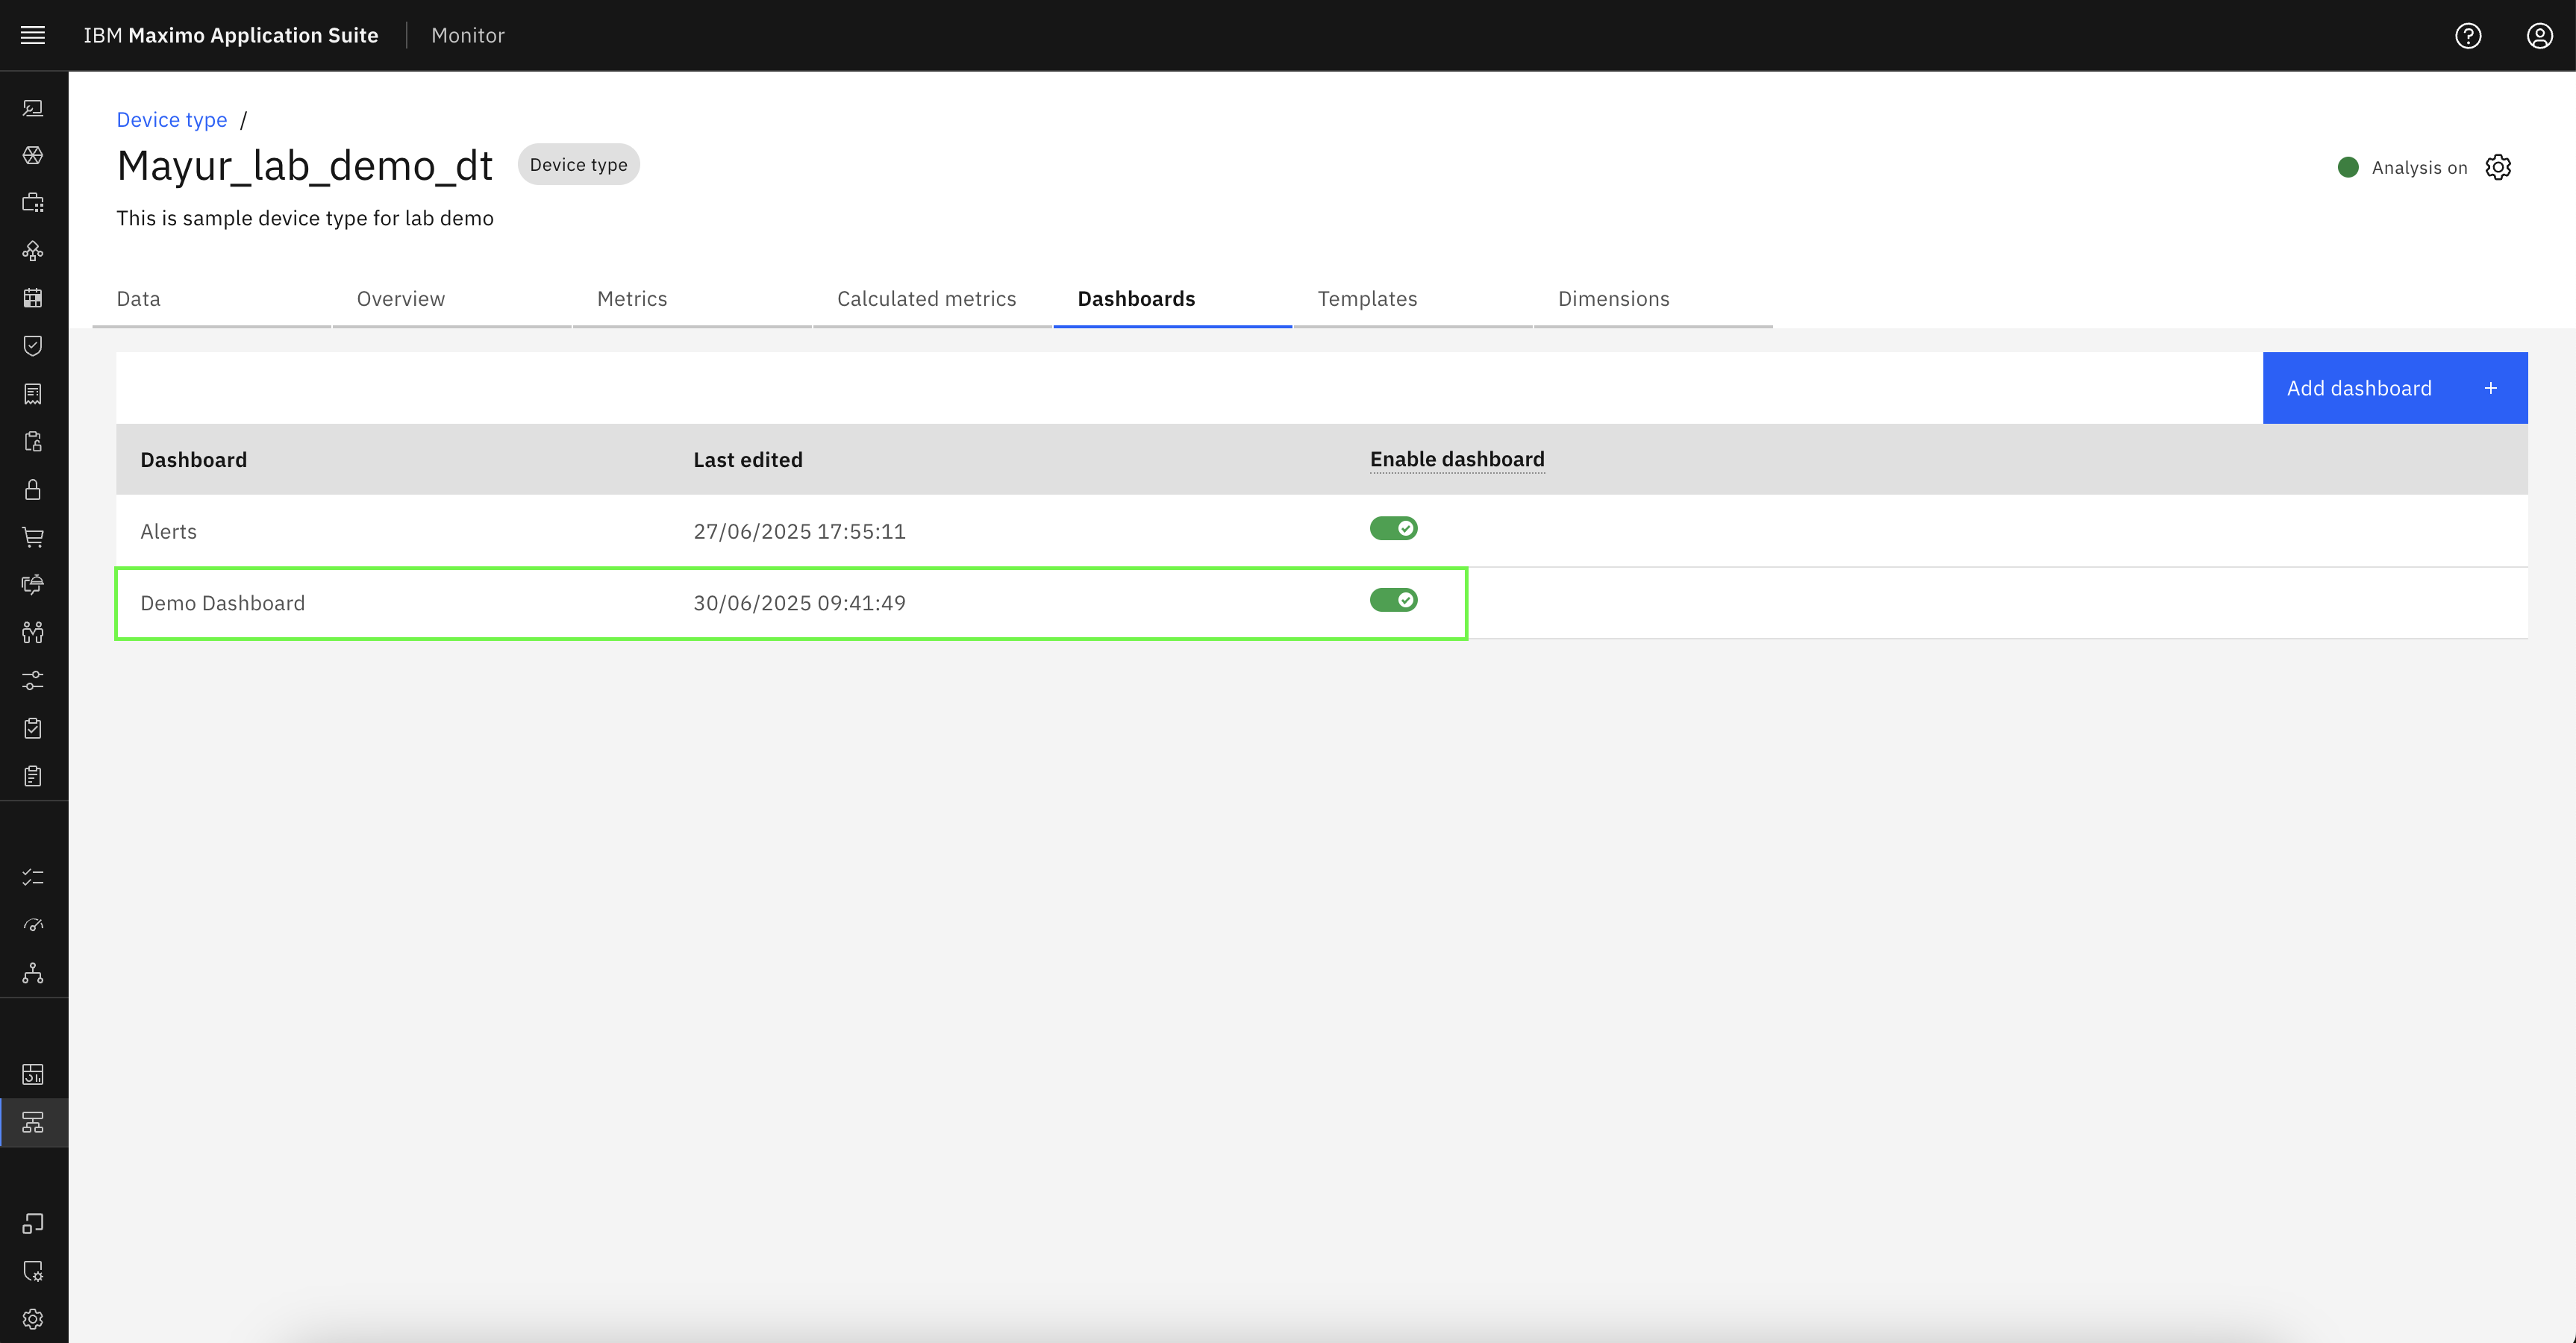 IBM Maximo Application Suite Monitor
Device type /
Mayur_lab_demo_dt Device type
Analysis on
This is sample device type for lab demo
Data Overview Metrics Calculated metrics Dashboards Templates Dimensions
Add dashboard +
Dashboard Last edited Enable dashboard
Alerts 27/06/2025 17:55:11
Demo Dashboard 30/06/2025 09:41:49